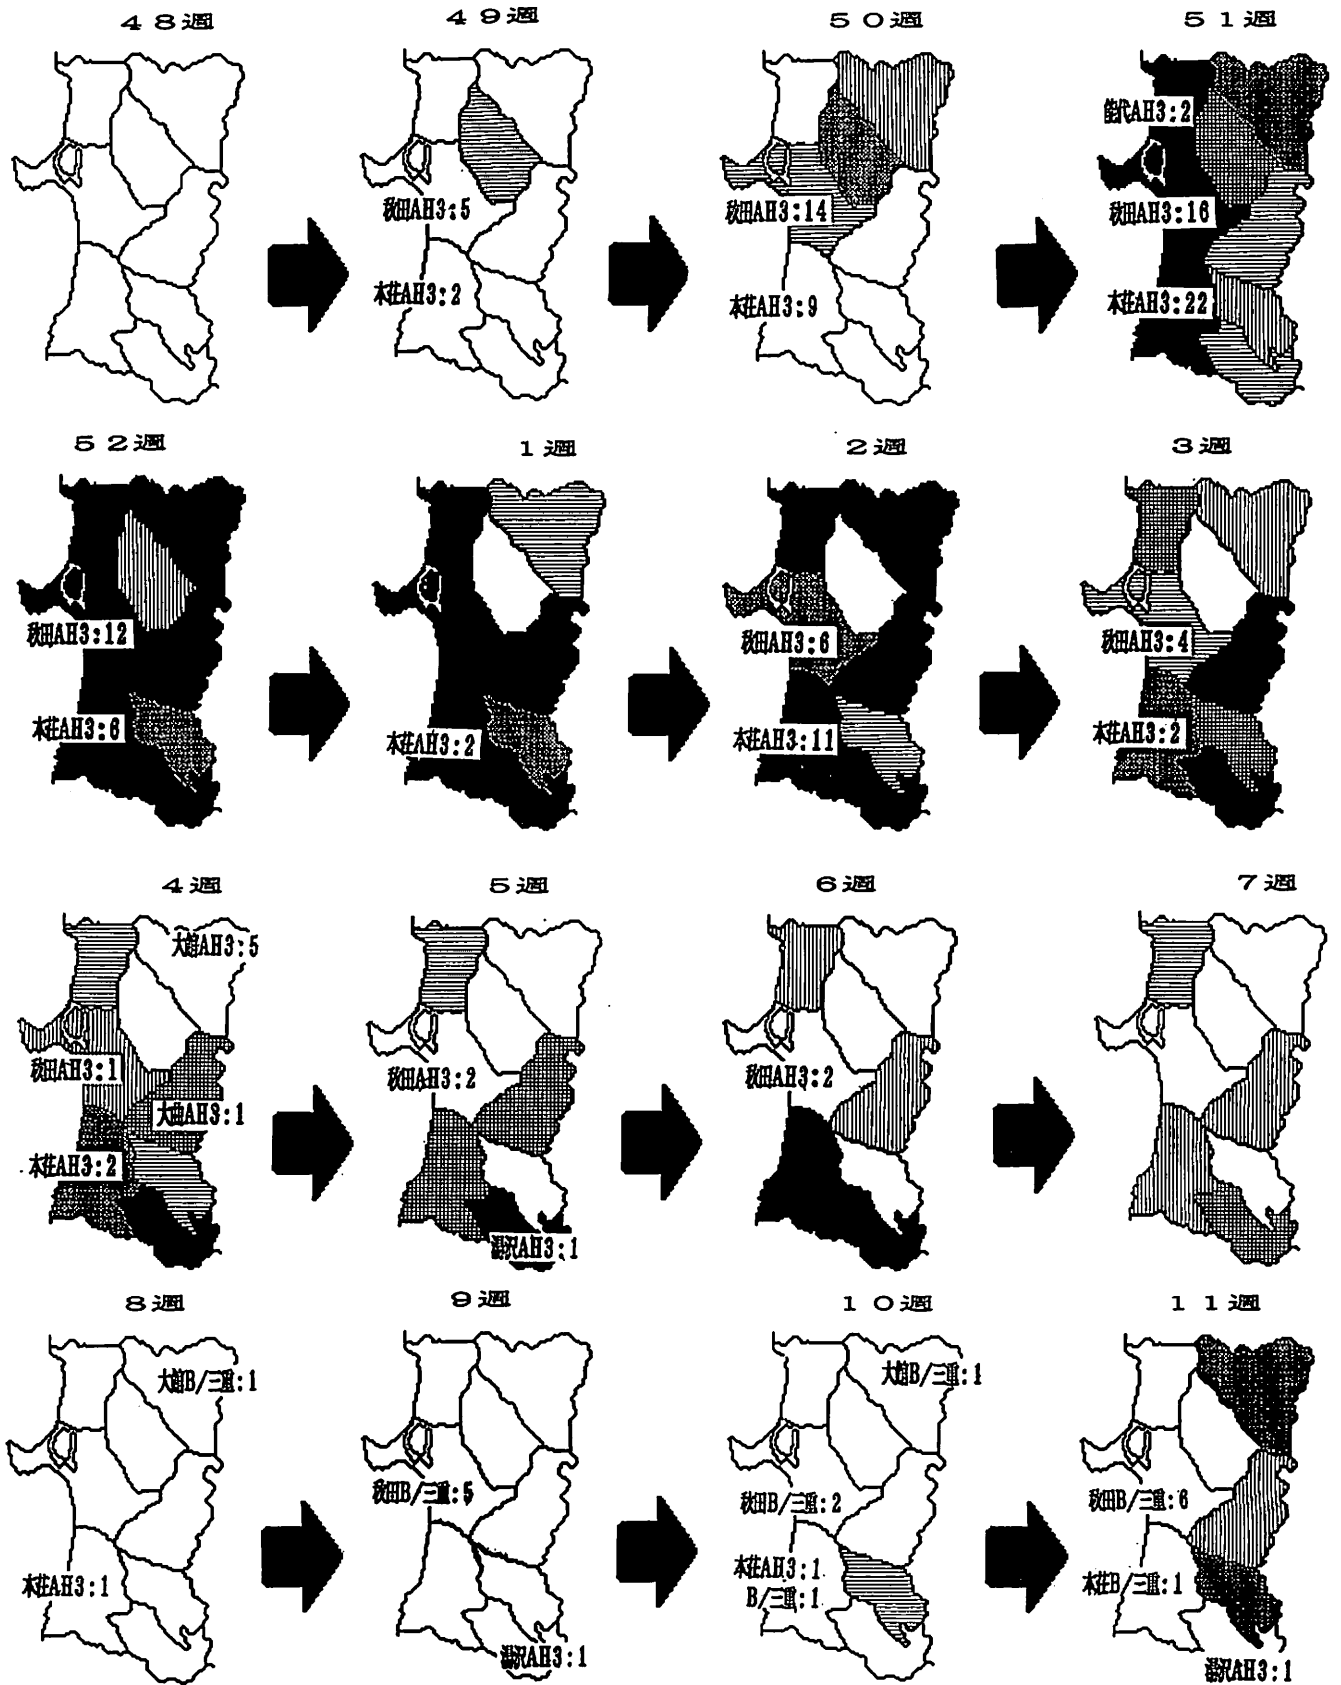 48週
49週
50週
51週
秋田AH3:5
本荘AH3:2
秋田AH3:14
本荘AH3:9
能代AH3:2
秋田AH3:16
本荘AH3:22
52週
1週
2週
3週
秋田AH3:12
本荘AH3:6
本荘AH3:2
秋田AH3:6
本荘AH3:11
秋田AH3:4
本荘AH3:2
4週
5週
6週
7週
大館AH3:5
秋田AH3:1
大曲AH3:1
本荘AH3:2
秋田AH3:2
湯沢AH3:1
秋田AH3:2
8週
9週
10週
11週
大館B/三重:1
本荘AH3:1
秋田B/三重:5
湯沢AH3:1
大館B/三重:1
秋田B/三重:2
本荘AH3:1
B/三重:1
秋田B/三重:6
本荘B/三重:1
湯沢AH3:1